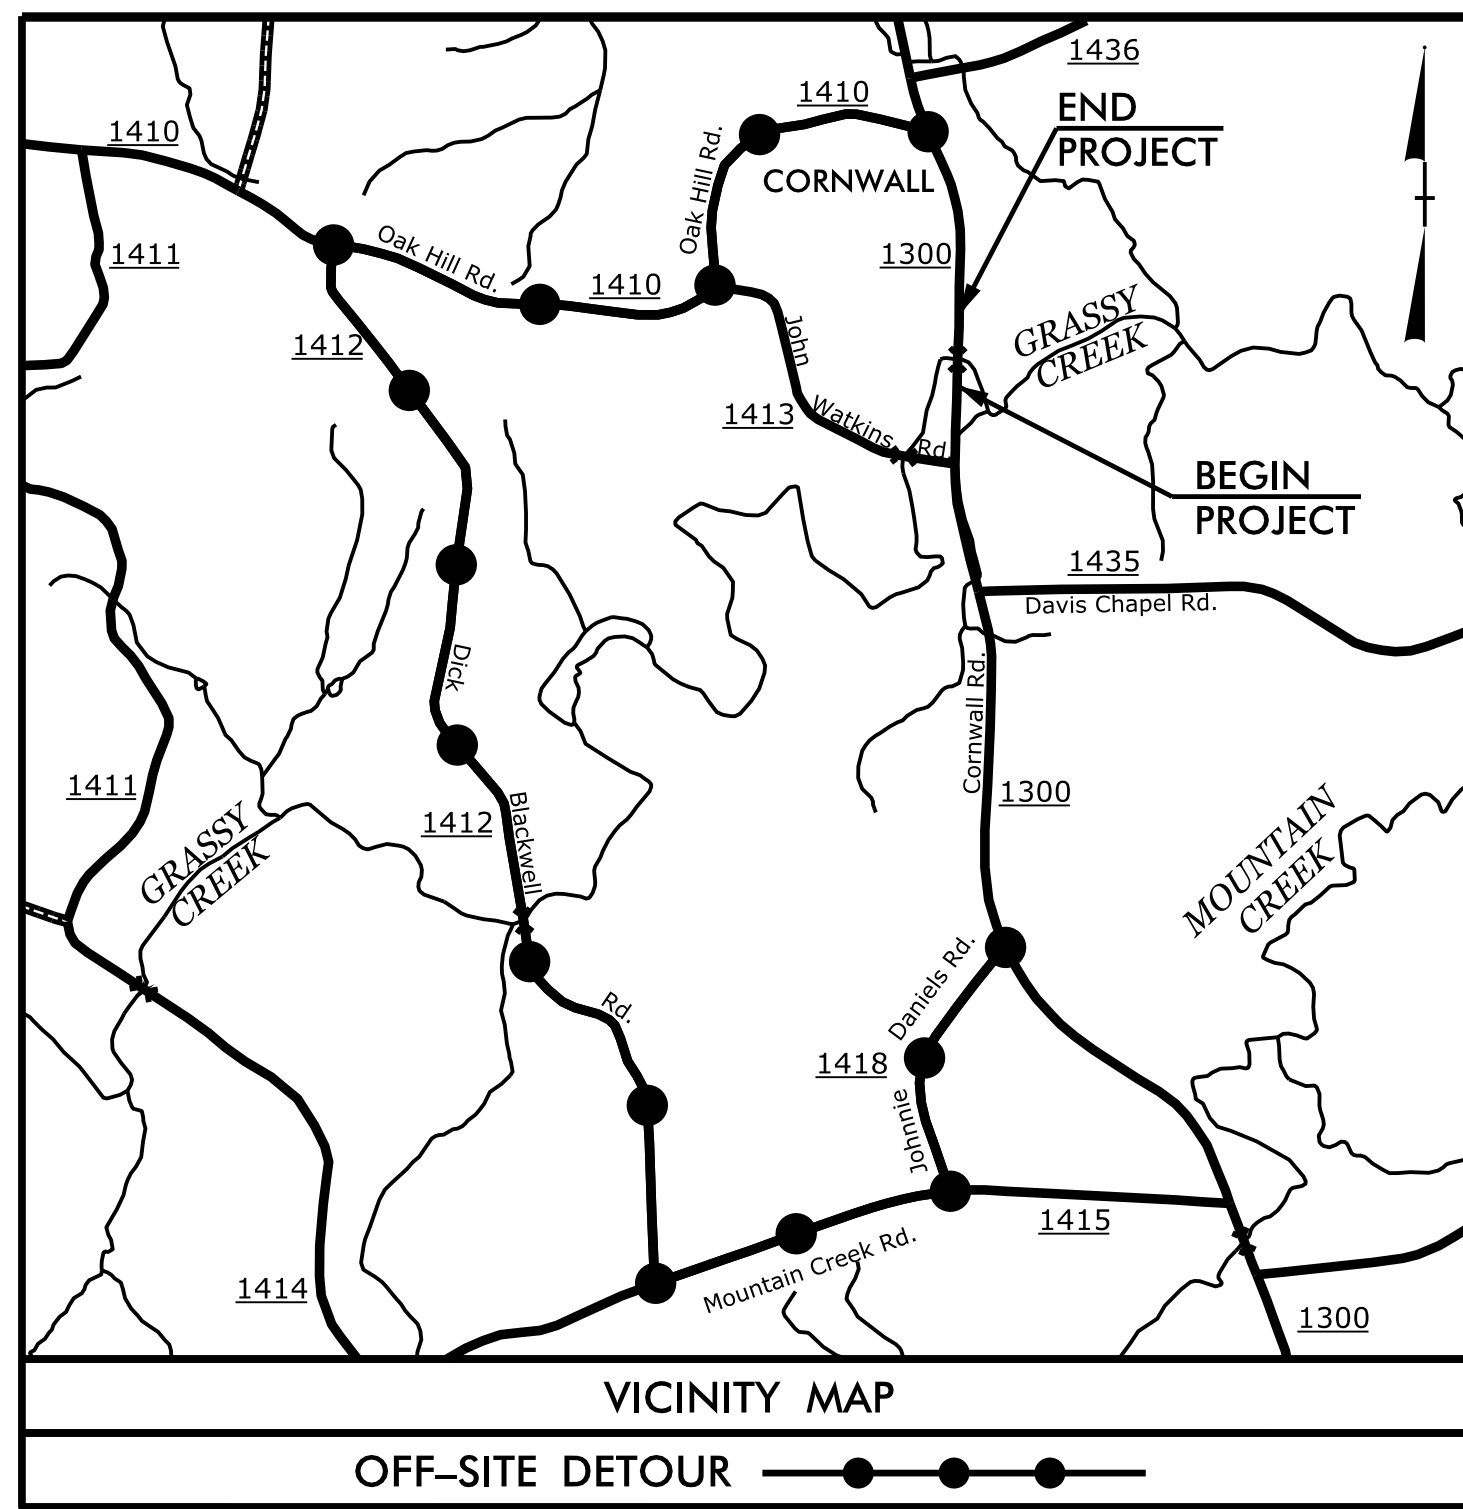 1436
1410
END
PROJECT
1410
Oak Hill Rd.
CORNWALL
1411
Oak Hill Rd.
1410
1300
GRASSY
CREEK
1412
John
1413
Watkins
Rd.
BEGIN
PROJECT
1435
Davis Chapel Rd.
Dick
Cornwall Rd.
1411
1300
1412
Blackwell
GRASSY
CREEK
MOUNTAIN
CREEK
Daniels Rd.
Rd.
1418
Johnnie
1415
Mountain Creek Rd.
1414
1300
VICINITY MAP
OFF–SITE DETOUR